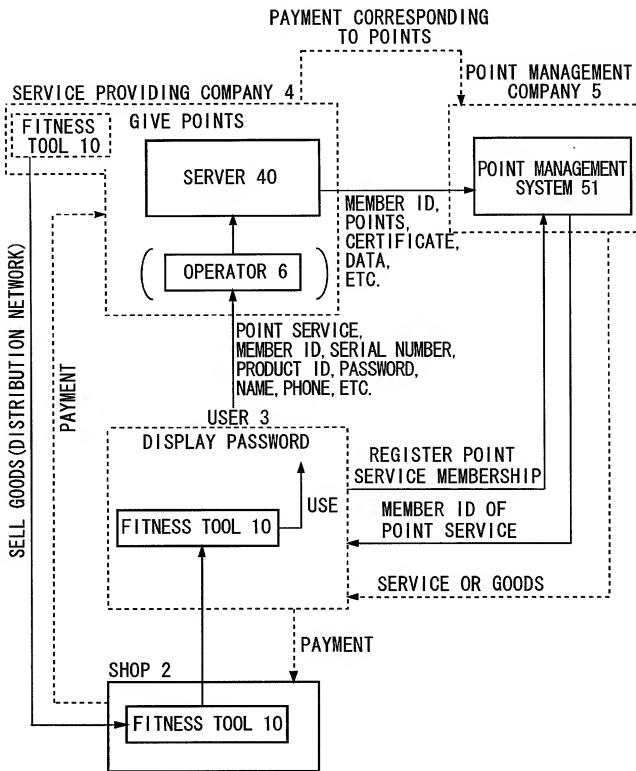 PAYMENT CORRESPONDING
TO POINTS
SERVICE PROVIDING COMPANY 4
POINT MANAGEMENT
COMPANY 5
FITNESS
TOOL 10
GIVE POINTS
SERVER 40
POINT MANAGEMENT
SYSTEM 51
MEMBER ID,
POINTS,
CERTIFICATE,
DATA,
ETC.
( OPERATOR 6 )
SELL GOODS(DISTRIBUTION NETWORK)
PAYMENT
POINT SERVICE,
MEMBER ID, SERIAL NUMBER,
PRODUCT ID, PASSWORD,
NAME, PHONE, ETC.
USER 3
DISPLAY PASSWORD
REGISTER POINT
SERVICE MEMBERSHIP
USE
FITNESS TOOL 10
MEMBER ID OF
POINT SERVICE
SERVICE OR GOODS
PAYMENT
SHOP 2
FITNESS TOOL 10